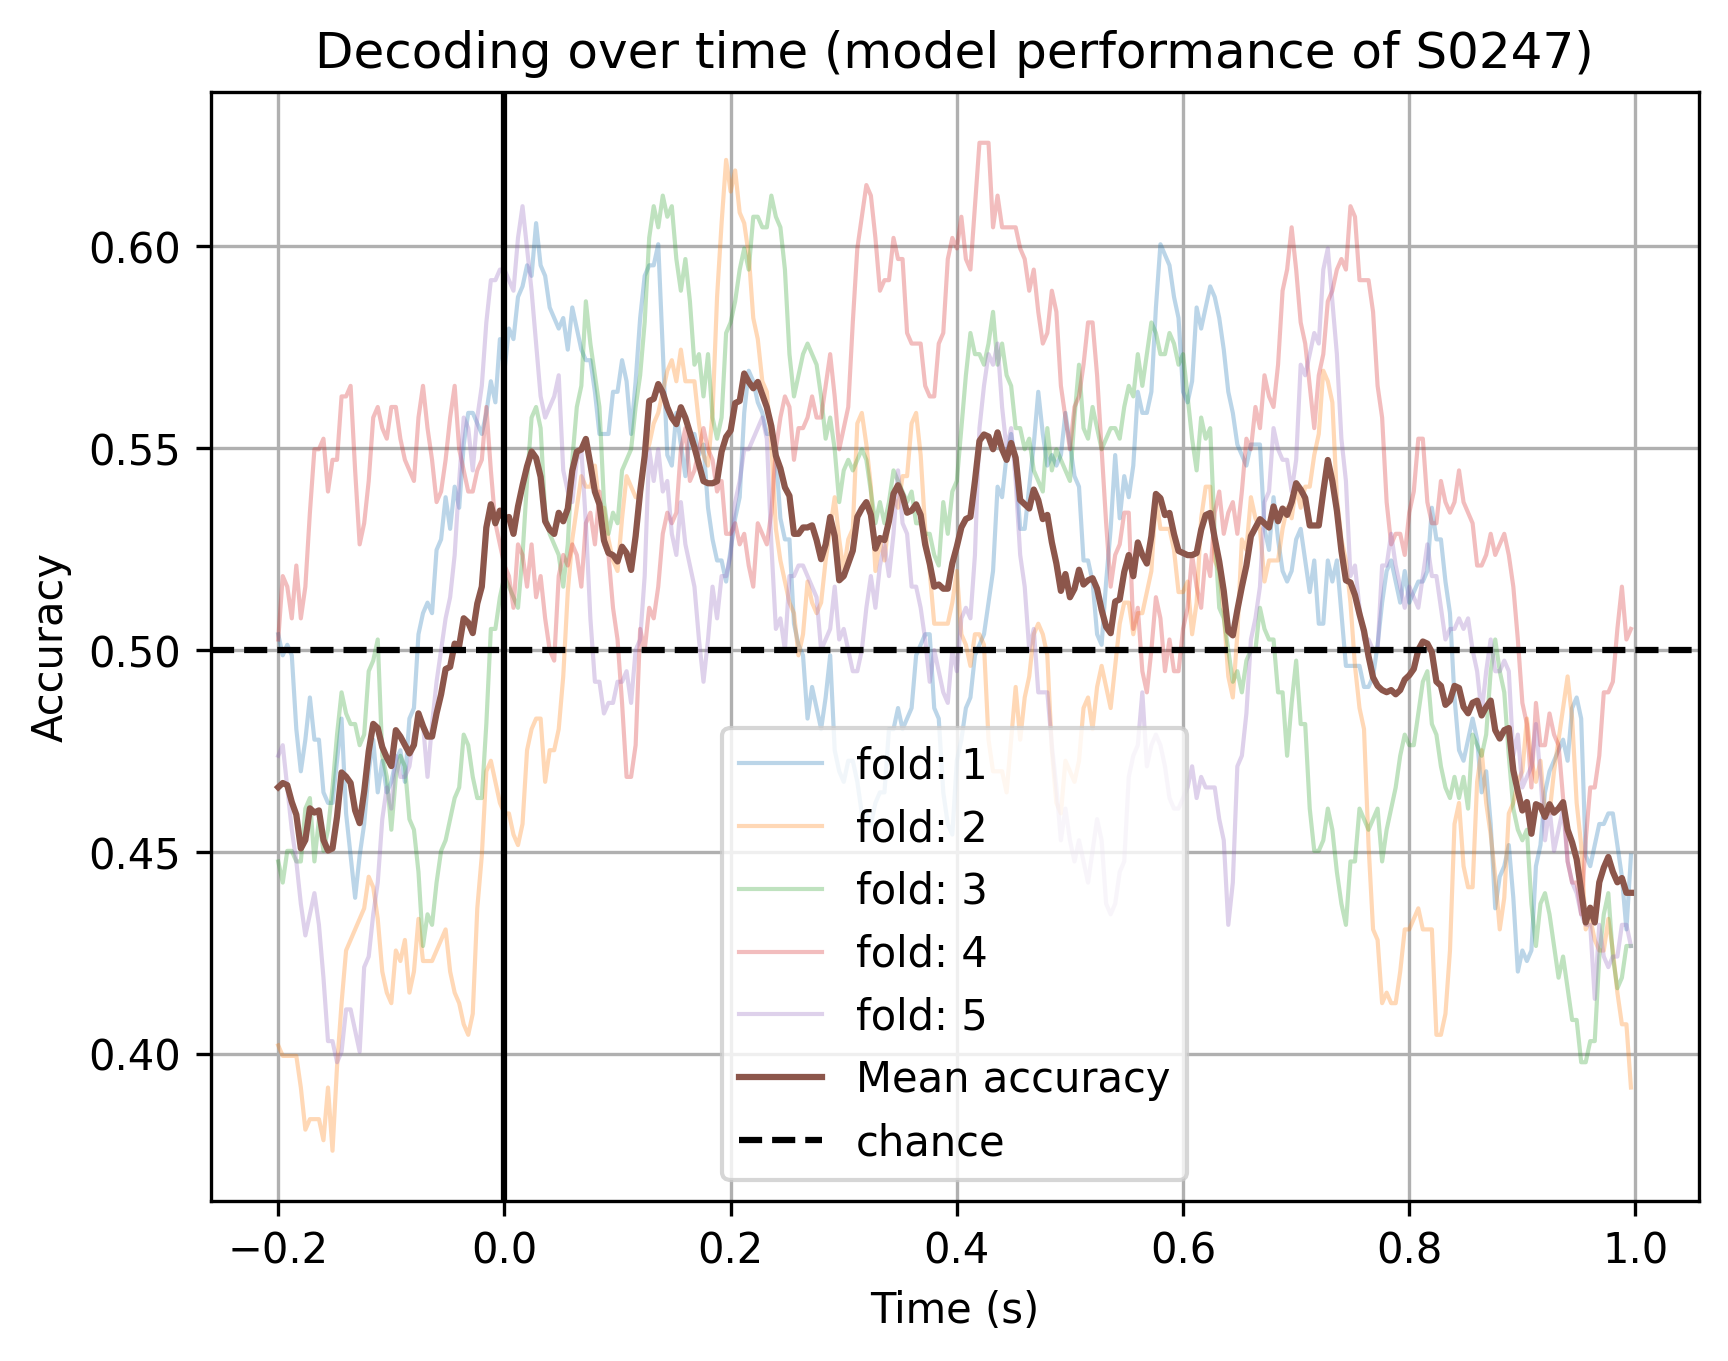 Decoding over time (model performance of S0247)
Accuracy
0.60
0.55
0.50
0.45
0.40
fold: 1
fold: 2
fold: 3
fold: 4
fold: 5
Mean accuracy
chance
−0.2 0.0 0.2 0.4 0.6 0.8 1.0
Time (s)